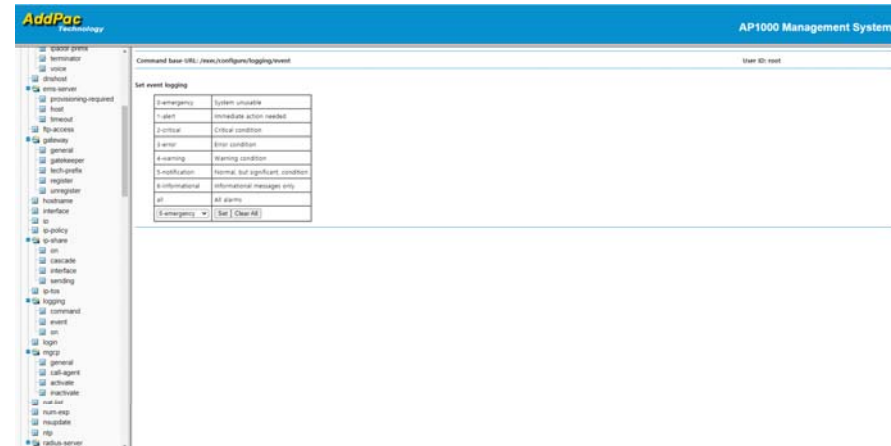 AddPac
Technology
AP1000 Management System
ipaddr-prefix
terminator
voice
dnshost
ems-server
provisioning-required
host
timeout
ftp-access
gateway
general
gatekeeper
tech-prefix
register
unregister
hostname
interface
ip
ip-policy
ip-share
on
cascade
interface
sending
ip-tos
logging
command
event
on
login
mgcp
general
call-agent
activate
inactivate
nat-list
num-exp
nsupdate
ntp
radius-server
Command base URL: /exec/configure/logging/event
User ID: root
Set event logging
0-emergency System unusable
1-alert Immediate action needed
2-critical Critical condition
3-error Error condition
4-warning Warning condition
5-notification Normal, but significant, condition
6-informational Informational messages only
all All alarms
0-emergency Set Clear All